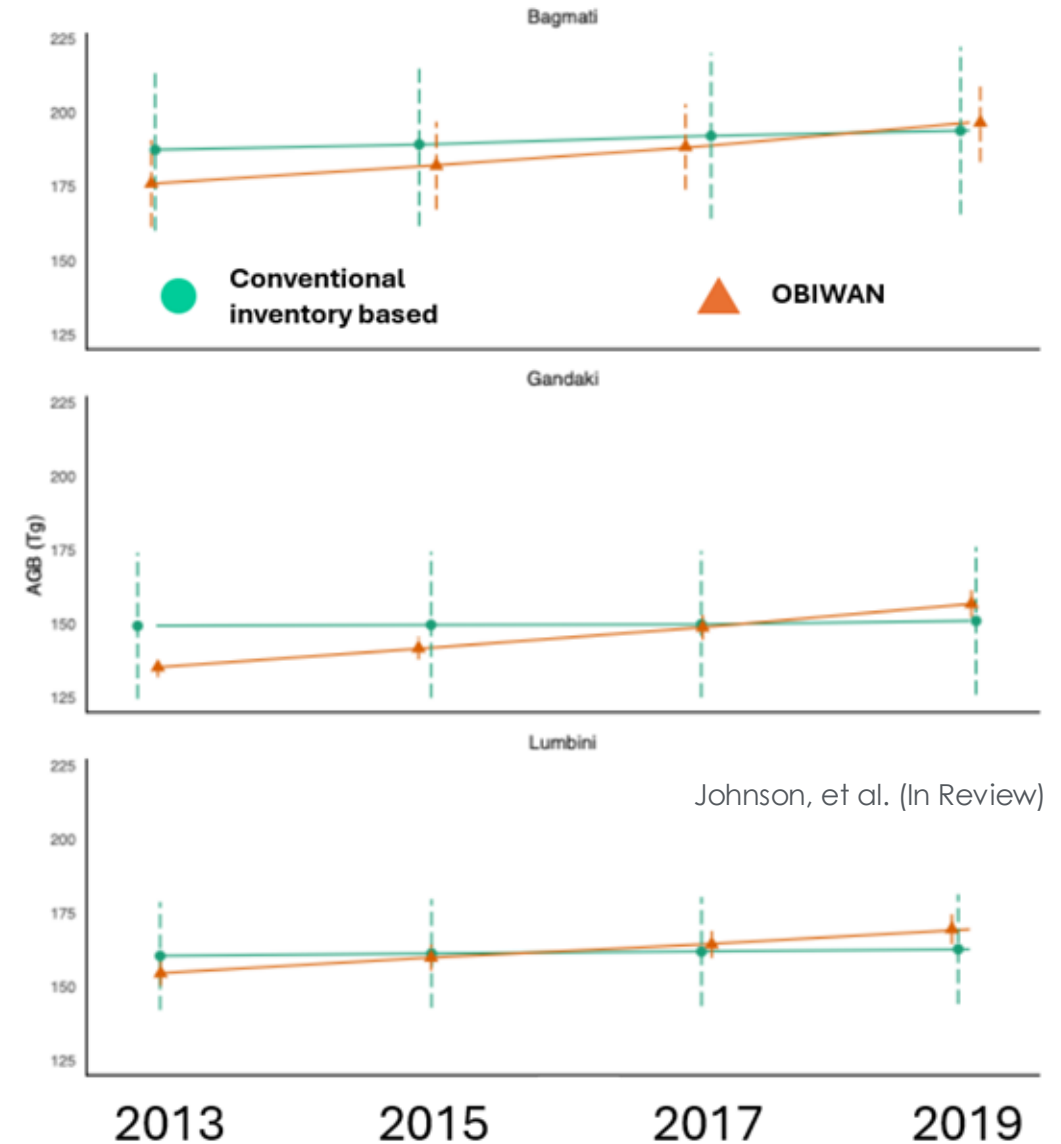 Bagmati
225
200
175
150
125
Conventional
inventory based
OBIWAN
Gandaki
225
200
175
150
125
AGB (Tg)
Lumbini
225
Johnson, et al. (In Review)
200
175
150
125
2013 2015 2017 2019